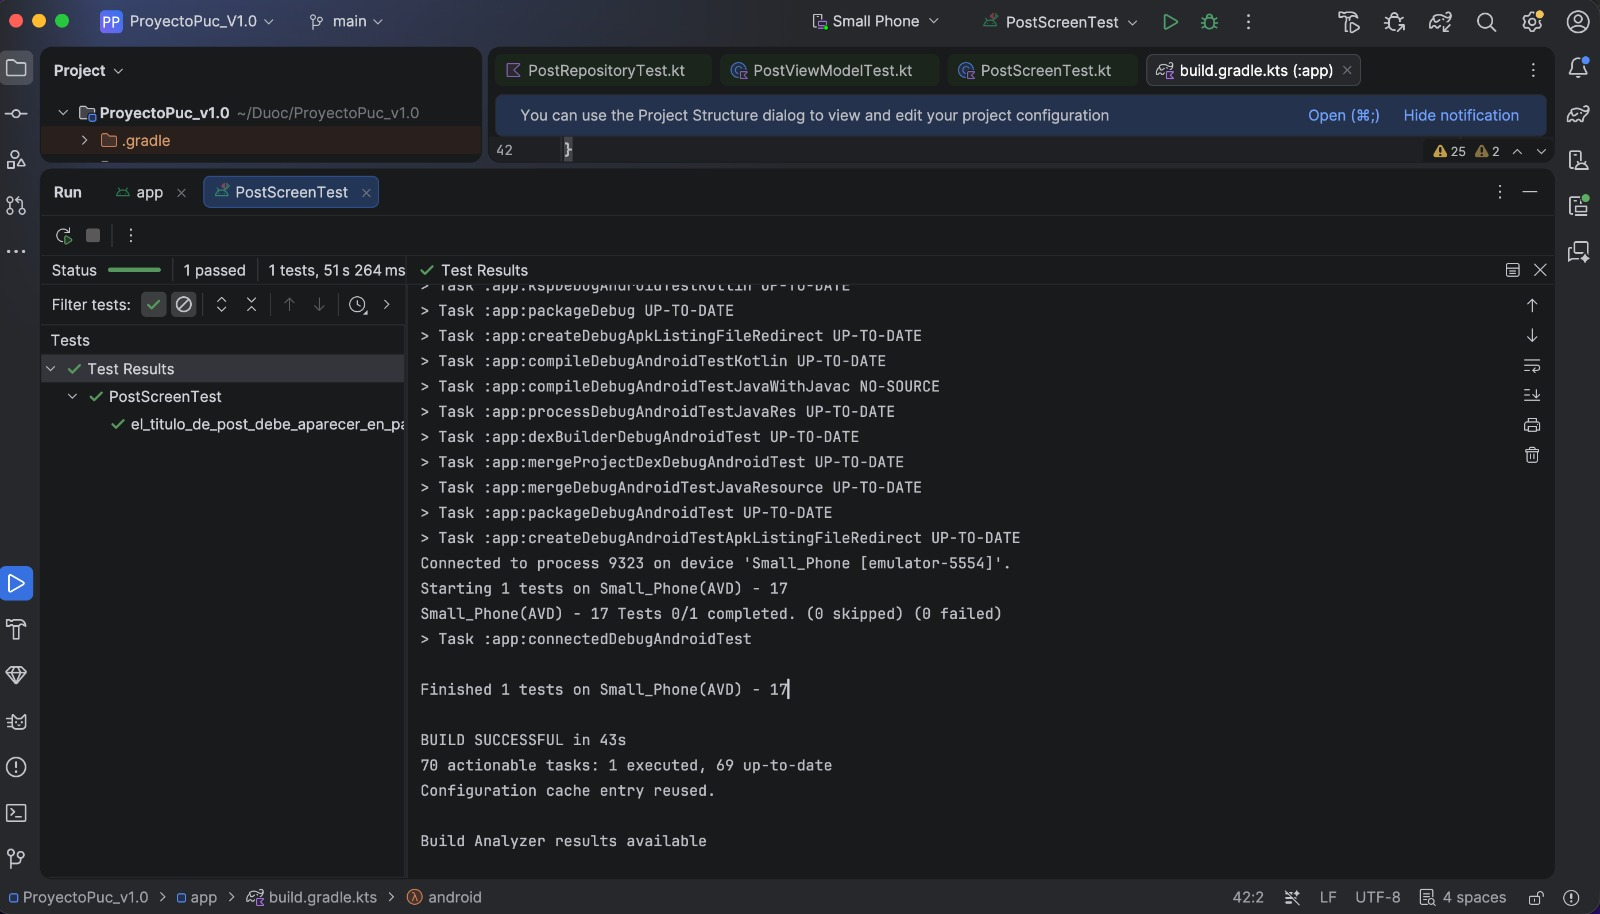 PP ProyectoPuc_V1.0 main Small Phone PostScreenTest
Project
PostRepositoryTest.kt PostViewModelTest.kt PostScreenTest.kt build.gradle.kts (:app)
ProyectoPuc_v1.0 ~/Duoc/ProyectoPuc_v1.0
.gradle
You can use the Project Structure dialog to view and edit your project configuration Open (⌘;) Hide notification
42 } 25 2
Run app PostScreenTest
Status 1 passed 1 tests, 51 s 264 ms
Filter tests:
Tests
Test Results
PostScreenTest
el_titulo_de_post_debe_aparecer_en_pa
Test Results
> Task :app:kspDebugAndroidTestKotlin UP-TO-DATE
> Task :app:packageDebug UP-TO-DATE
> Task :app:createDebugApkListingFileRedirect UP-TO-DATE
> Task :app:compileDebugAndroidTestKotlin UP-TO-DATE
> Task :app:compileDebugAndroidTestJavaWithJavac NO-SOURCE
> Task :app:processDebugAndroidTestJavaRes UP-TO-DATE
> Task :app:dexBuilderDebugAndroidTest UP-TO-DATE
> Task :app:mergeProjectDexDebugAndroidTest UP-TO-DATE
> Task :app:mergeDebugAndroidTestJavaResource UP-TO-DATE
> Task :app:packageDebugAndroidTest UP-TO-DATE
> Task :app:createDebugAndroidTestApkListingFileRedirect UP-TO-DATE
Connected to process 9323 on device 'Small_Phone [emulator-5554]'.
Starting 1 tests on Small_Phone(AVD) - 17
Small_Phone(AVD) - 17 Tests 0/1 completed. (0 skipped) (0 failed)
> Task :app:connectedDebugAndroidTest
Finished 1 tests on Small_Phone(AVD) - 17
BUILD SUCCESSFUL in 43s
70 actionable tasks: 1 executed, 69 up-to-date
Configuration cache entry reused.
Build Analyzer results available
ProyectoPuc_v1.0 > app > build.gradle.kts > android 42:2 LF UTF-8 4 spaces